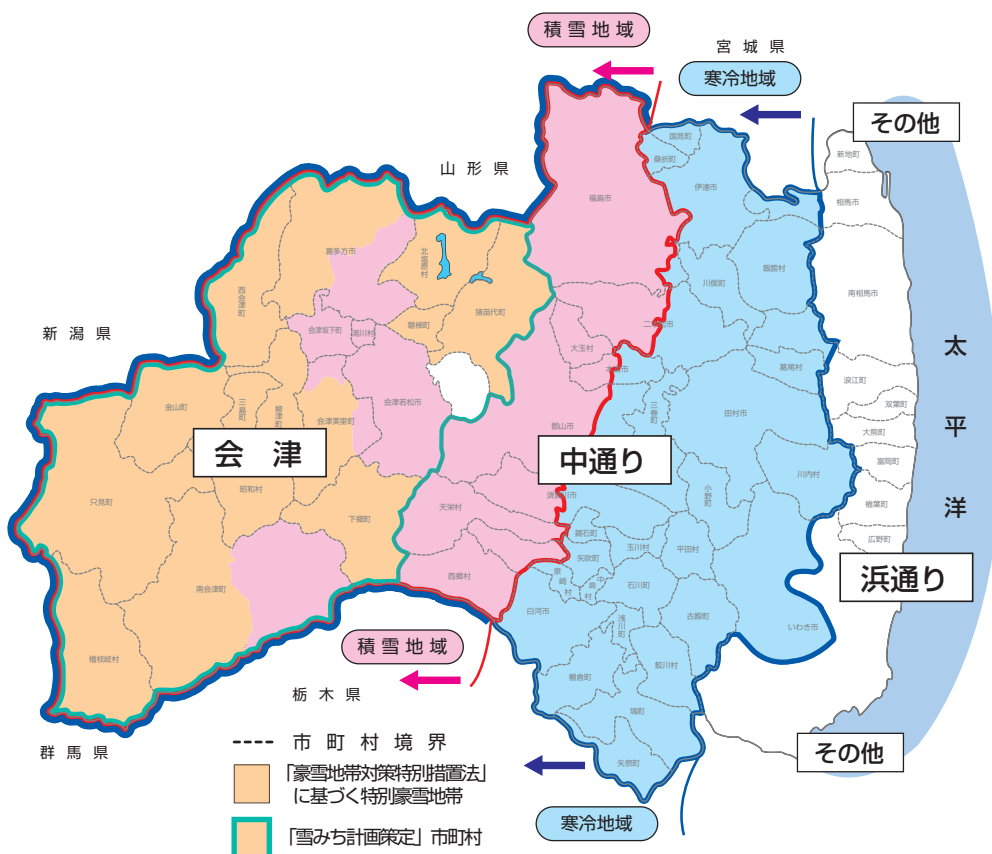 積雪地域
宮城県
寒冷地域
その他
国見町
桑折町
新地町
山形県
伊達市
福島市
相馬市
喜多方市
北塩原村
飯舘村
川俣町
西会津町
南相馬市
猪苗代町
磐梯町
新潟県
会津坂下町
湯川村
二本松市
大玉村
太平洋
本宮市
葛尾村
浪江町
会津若松市
双葉町
金山町
三島町
柳津町
会津美里町
三春町
田村市
郡山市
大熊町
会津
中通り
富岡町
川内村
昭和村
小野町
楢葉町
只見町
須賀川市
天栄村
下郷町
鏡石町
広野町
玉川村
平田村
矢吹町
浜通り
西郷村
泉崎村
中島村
石川町
南会津町
白河市
古殿町
浅川町
いわき市
積雪地域
檜枝岐村
鮫川村
棚倉町
栃木県
塙町
群馬県
市町村境界
その他
矢祭町
「豪雪地帯対策特別措置法」
に基づく特別豪雪地帯
寒冷地域
「雪みち計画策定」市町村